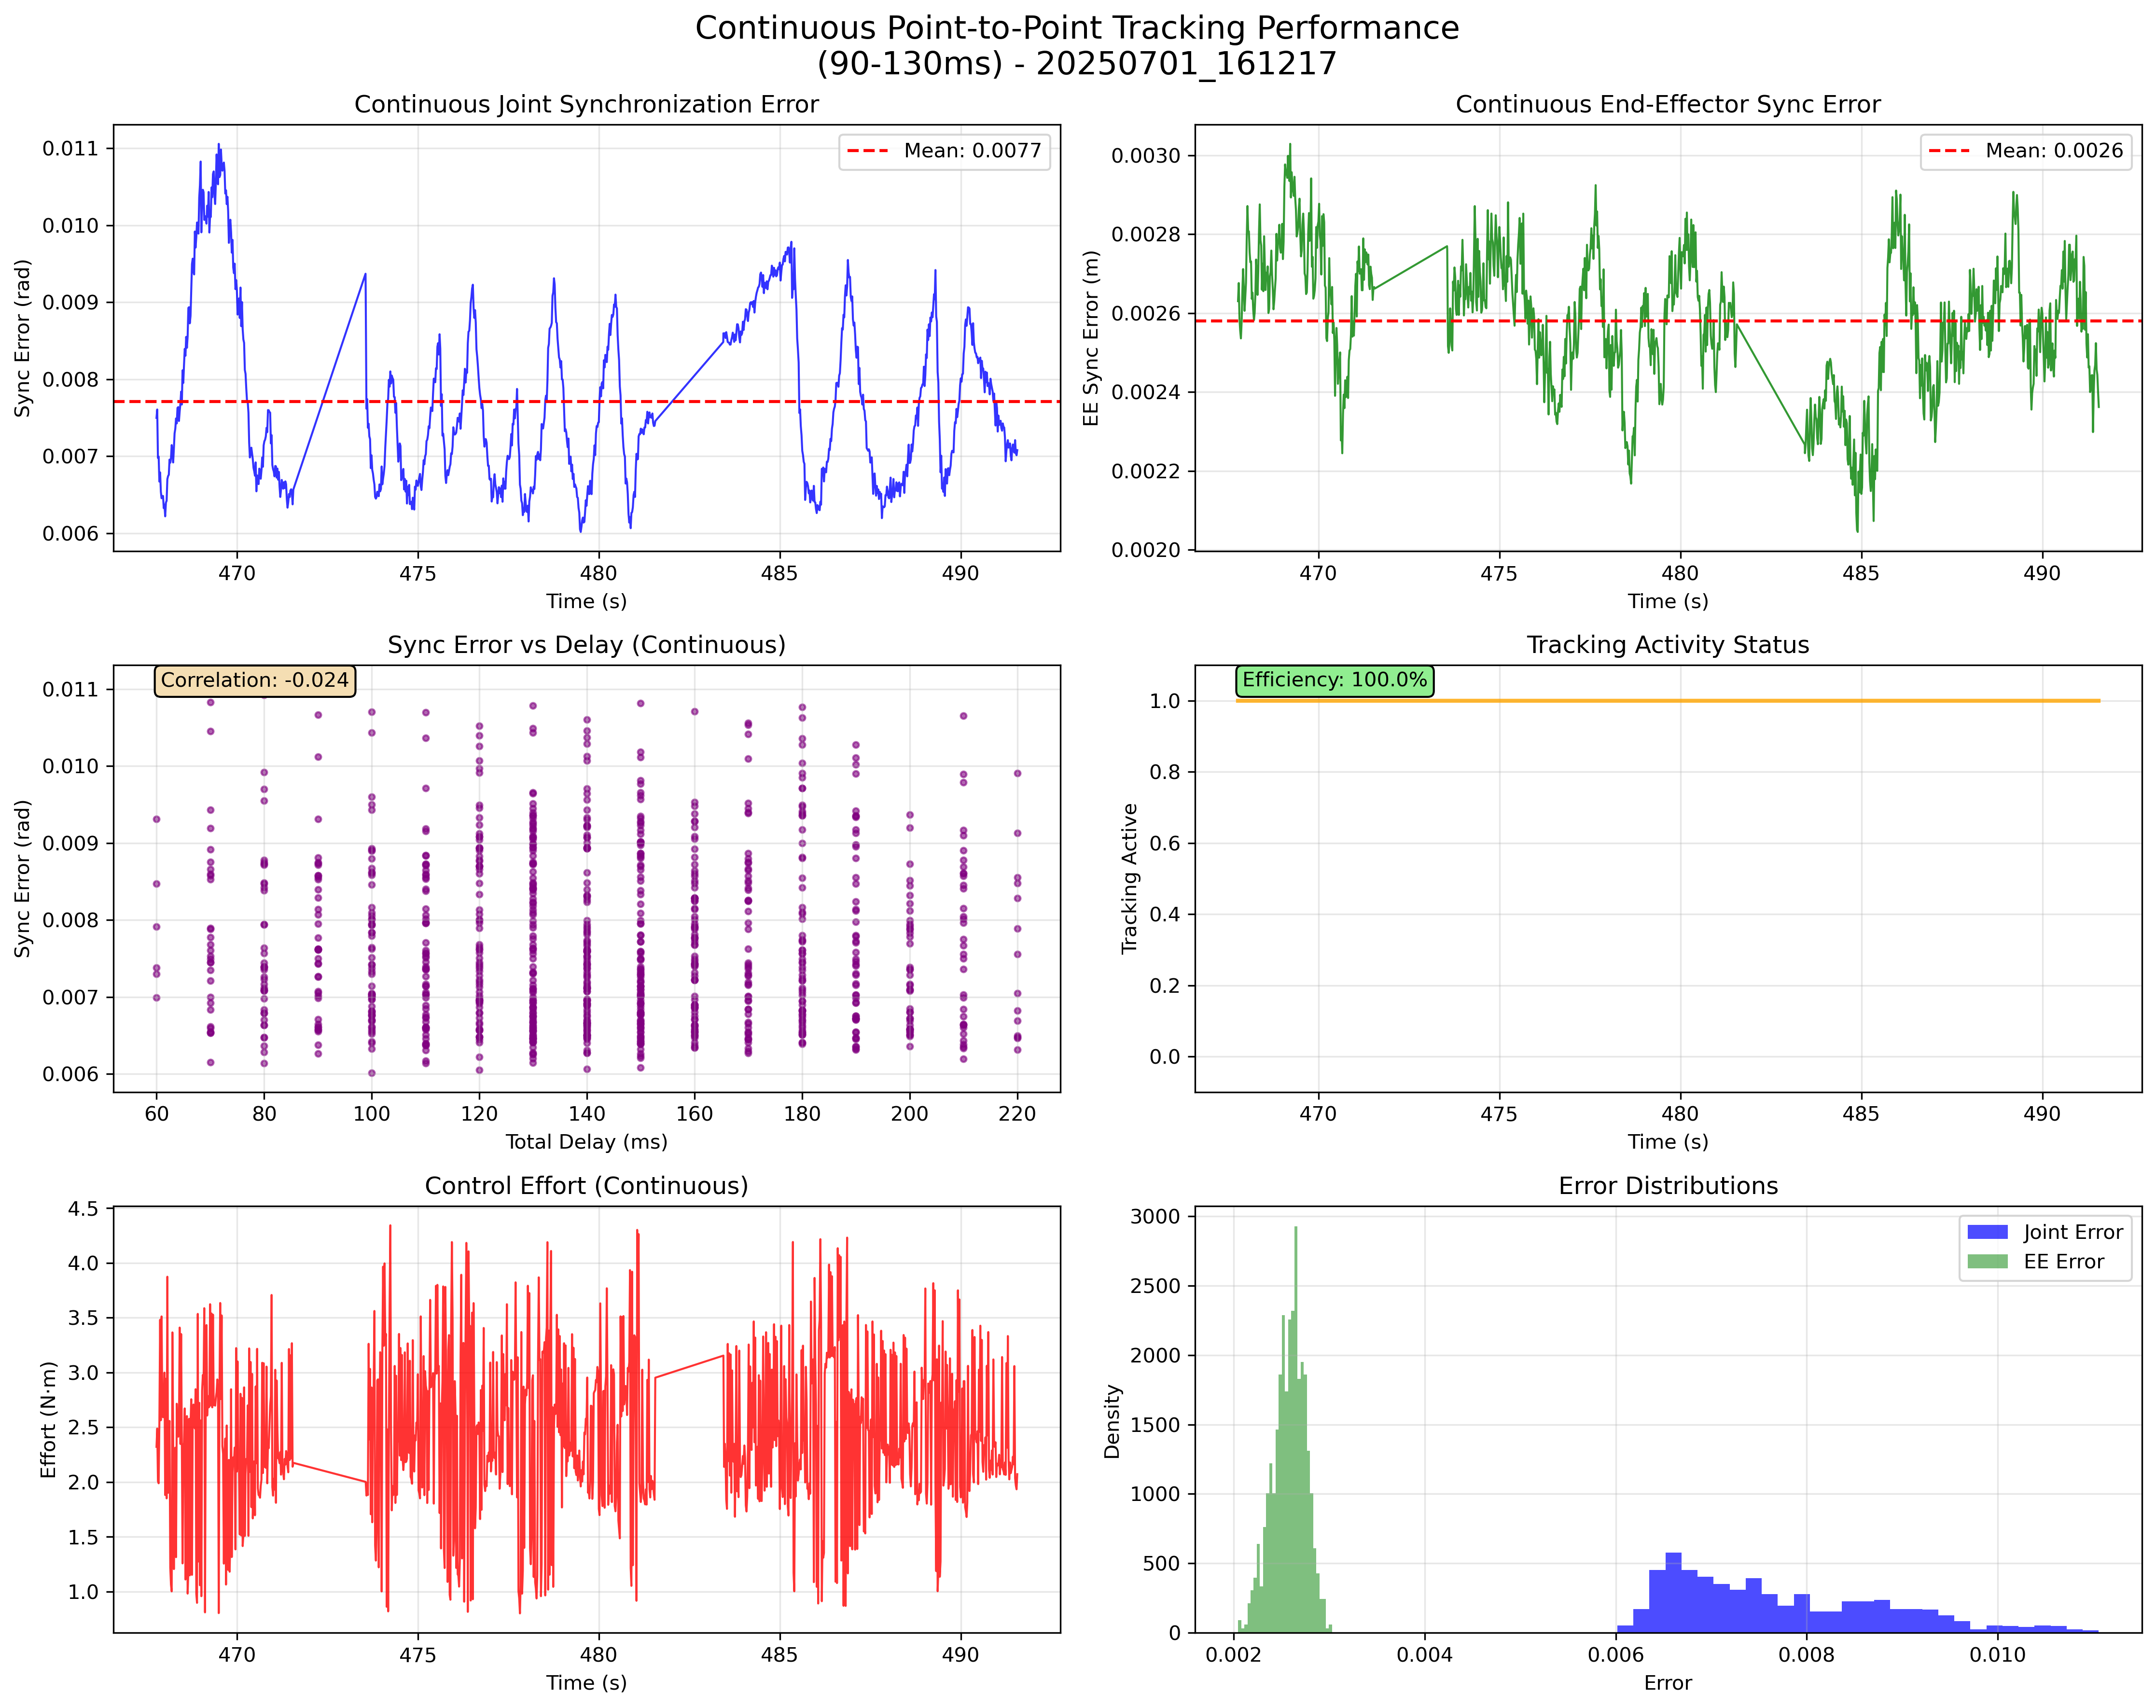 Continuous Point-to-Point Tracking Performance
(90-130ms) - 20250701_161217
Continuous Joint Synchronization Error
Sync Error (rad)
0.011
0.010
0.009
0.008
0.007
0.006
Mean: 0.0077
470 475 480 485 490
Time (s)
Continuous End-Effector Sync Error
EE Sync Error (m)
0.0030
0.0028
0.0026
0.0024
0.0022
0.0020
Mean: 0.0026
470 475 480 485 490
Time (s)
Sync Error vs Delay (Continuous)
Sync Error (rad)
Correlation: -0.024
0.011
0.010
0.009
0.008
0.007
0.006
60 80 100 120 140 160 180 200 220
Total Delay (ms)
Tracking Activity Status
Tracking Active
Efficiency: 100.0%
1.0
0.8
0.6
0.4
0.2
0.0
470 475 480 485 490
Time (s)
Control Effort (Continuous)
Effort (N·m)
4.5
4.0
3.5
3.0
2.5
2.0
1.5
1.0
470 475 480 485 490
Time (s)
Error Distributions
Density
3000
2500
2000
1500
1000
500
0
Joint Error
EE Error
0.002 0.004 0.006 0.008 0.010
Error